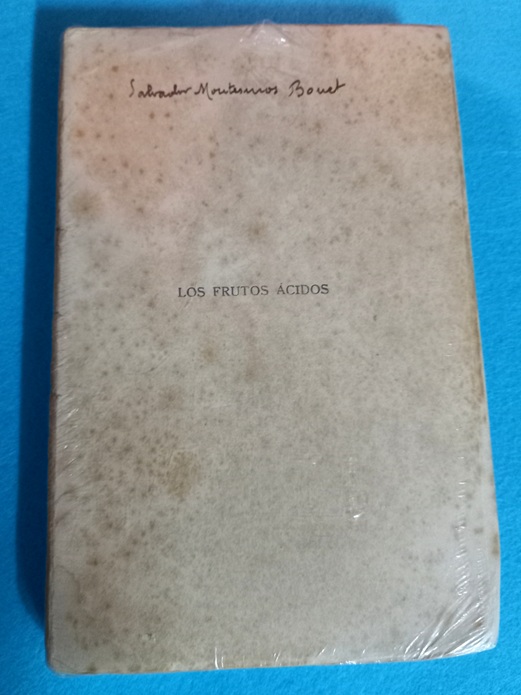 Salvador Montesinos Bonet
LOS FRUTOS ÁCIDOS